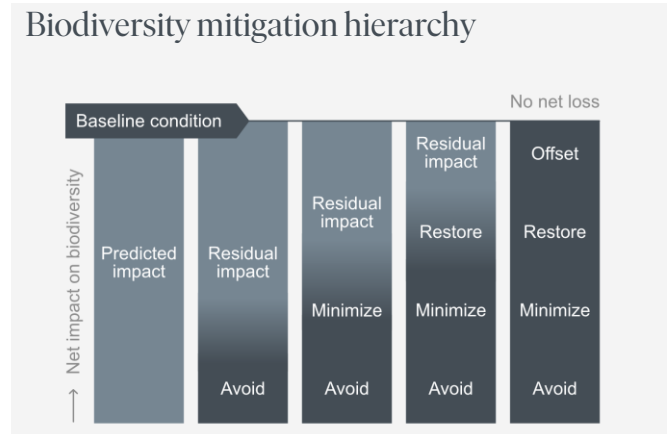 Biodiversity mitigation hierarchy
No net loss
Baseline condition
Net impact on biodiversity
Predicted
impact
Residual
impact
Avoid
Residual
impact
Minimize
Avoid
Residual
impact
Restore
Minimize
Avoid
Offset
Restore
Minimize
Avoid